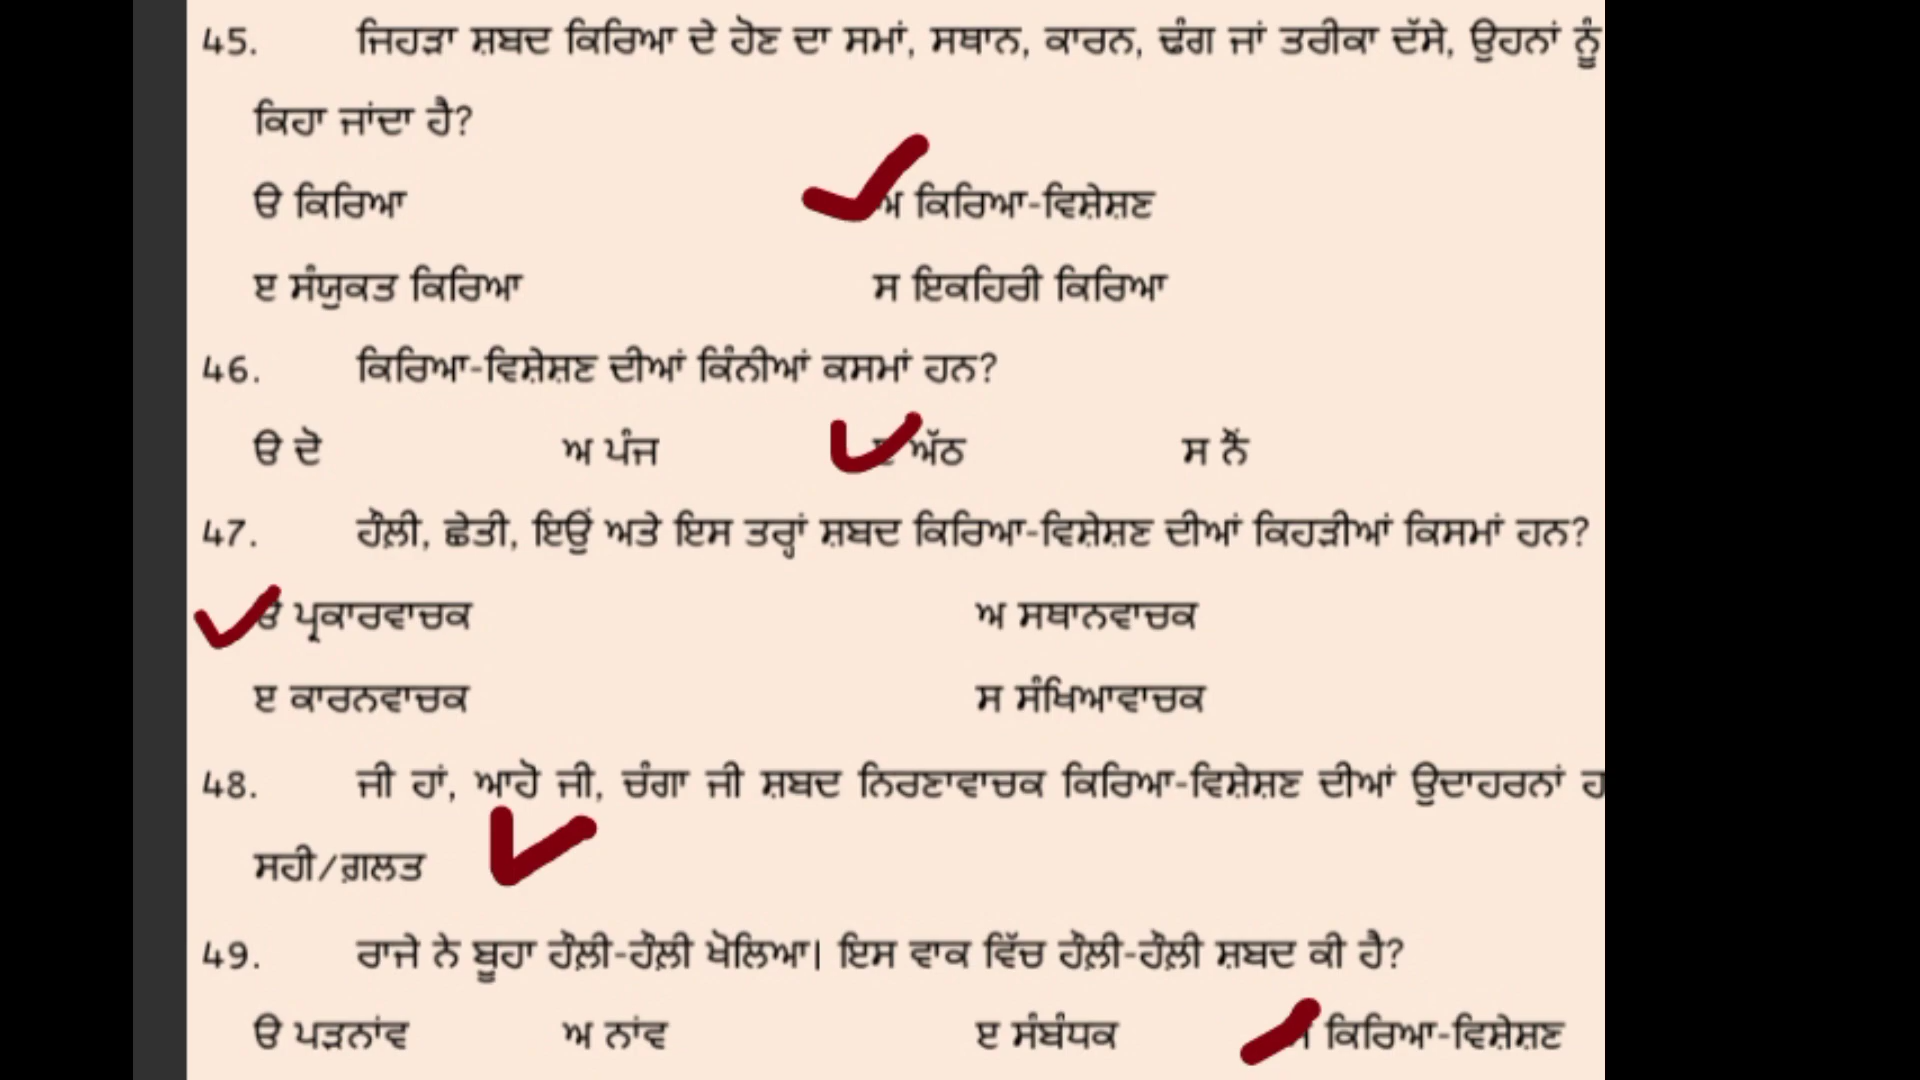 45. ਜਿਹੜਾ ਸ਼ਬਦ ਕਿਰਿਆ ਦੇ ਹੋਣ ਦਾ ਸਮਾਂ, ਸਥਾਨ, ਕਾਰਨ, ਢੰਗ ਜਾਂ ਤਰੀਕਾ ਦੱਸੇ, ਉਹਨਾਂ ਨੂੰ
ਕਿਹਾ ਜਾਂਦਾ ਹੈ?
ੳ ਕਿਰਿਆ ਅ ਕਿਰਿਆ-ਵਿਸ਼ੇਸ਼ਣ
ੲ ਸੰਯੁਕਤ ਕਿਰਿਆ ਸ ਇਕਹਿਰੀ ਕਿਰਿਆ
46. ਕਿਰਿਆ-ਵਿਸ਼ੇਸ਼ਣ ਦੀਆਂ ਕਿੰਨੀਆਂ ਕਸਮਾਂ ਹਨ?
ੳ ਦੋ ਅ ਪੰਜ ੲ ਅੱਠ ਸ ਨੌਂ
47. ਹੌਲੀ, ਛੇਤੀ, ਇਉਂ ਅਤੇ ਇਸ ਤਰ੍ਹਾਂ ਸ਼ਬਦ ਕਿਰਿਆ-ਵਿਸ਼ੇਸ਼ਣ ਦੀਆਂ ਕਿਹੜੀਆਂ ਕਿਸਮਾਂ ਹਨ?
ੳ ਪ੍ਰਕਾਰਵਾਚਕ ਅ ਸਥਾਨਵਾਚਕ
ੲ ਕਾਰਨਵਾਚਕ ਸ ਸੰਖਿਆਵਾਚਕ
48. ਜੀ ਹਾਂ, ਆਹੋ ਜੀ, ਚੰਗਾ ਜੀ ਸ਼ਬਦ ਨਿਰਣਾਵਾਚਕ ਕਿਰਿਆ-ਵਿਸ਼ੇਸ਼ਣ ਦੀਆਂ ਉਦਾਹਰਨਾਂ
ਸਹੀ/ਗ਼ਲਤ
49. ਰਾਜੇ ਨੇ ਬੂਹਾ ਹੌਲ਼ੀ-ਹੌਲ਼ੀ ਖੋਲਿਆ। ਇਸ ਵਾਕ ਵਿੱਚ ਹੌਲ਼ੀ-ਹੌਲ਼ੀ ਸ਼ਬਦ ਕੀ ਹੈ?
ੳ ਪੜਨਾਂਵ ਅ ਨਾਂਵ ੲ ਸੰਬੰਧਕ ਸ ਕਿਰਿਆ-ਵਿਸ਼ੇਸ਼ਣ